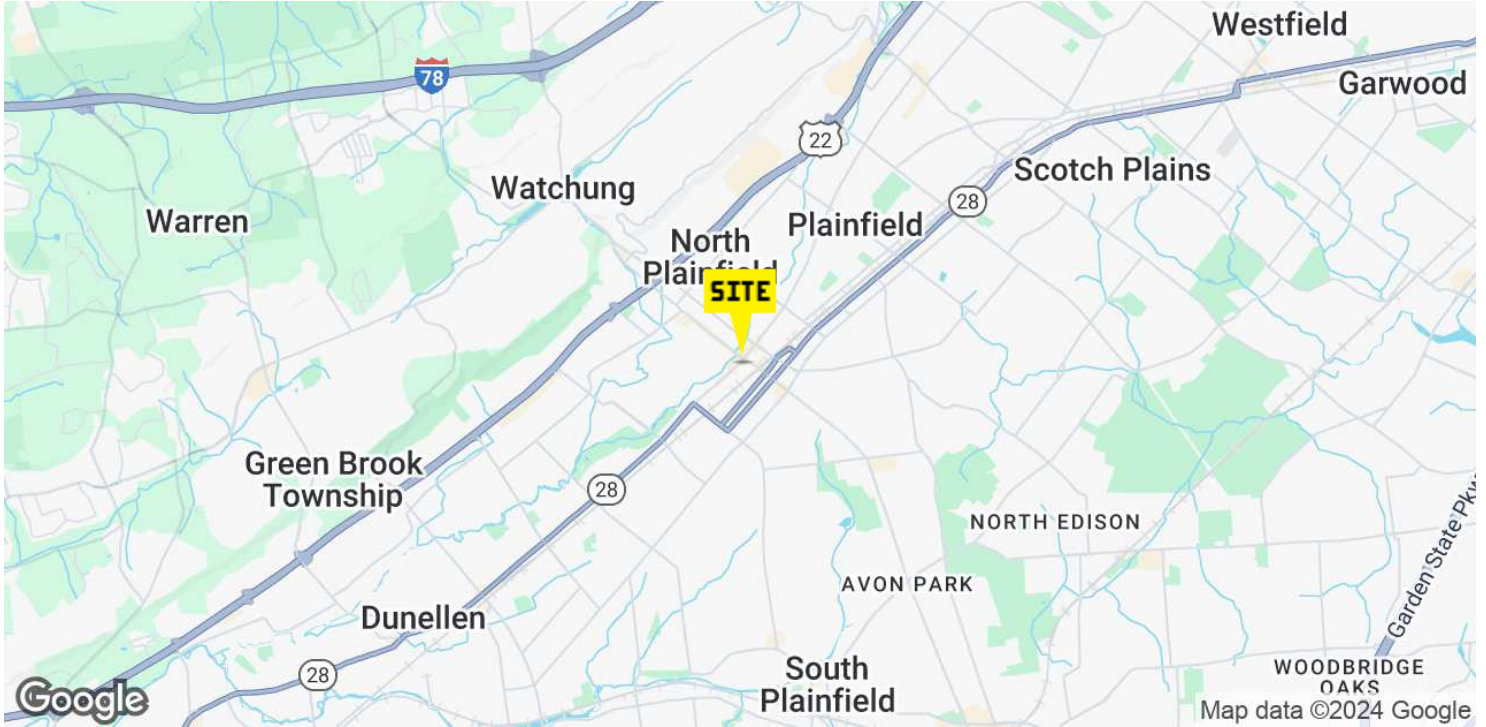 Westfield
78
Garwood
22
Scotch Plains
Watchung
28
Warren
Plainfield
North
Plainfield
SITE
Green Brook
Township
28
NORTH EDISON
AVON PARK
Garden State Pkwy
Dunellen
28
South
Plainfield
WOODBRIDGE
OAKS
Google
Map data ©2024 Google